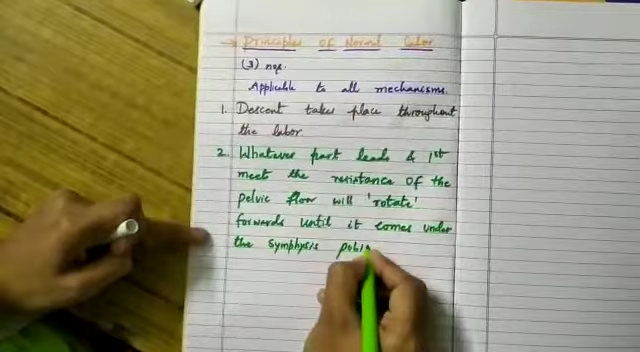 → Principles of Normal labor
(3) nos.
Applicable to all mechanisms.
1. Descent takes place throughout
the labor
2. Whatever part leads & 1st
meet the resistance of the
pelvic floor will 'rotate'
forwards until it comes under
the symphysis pubis